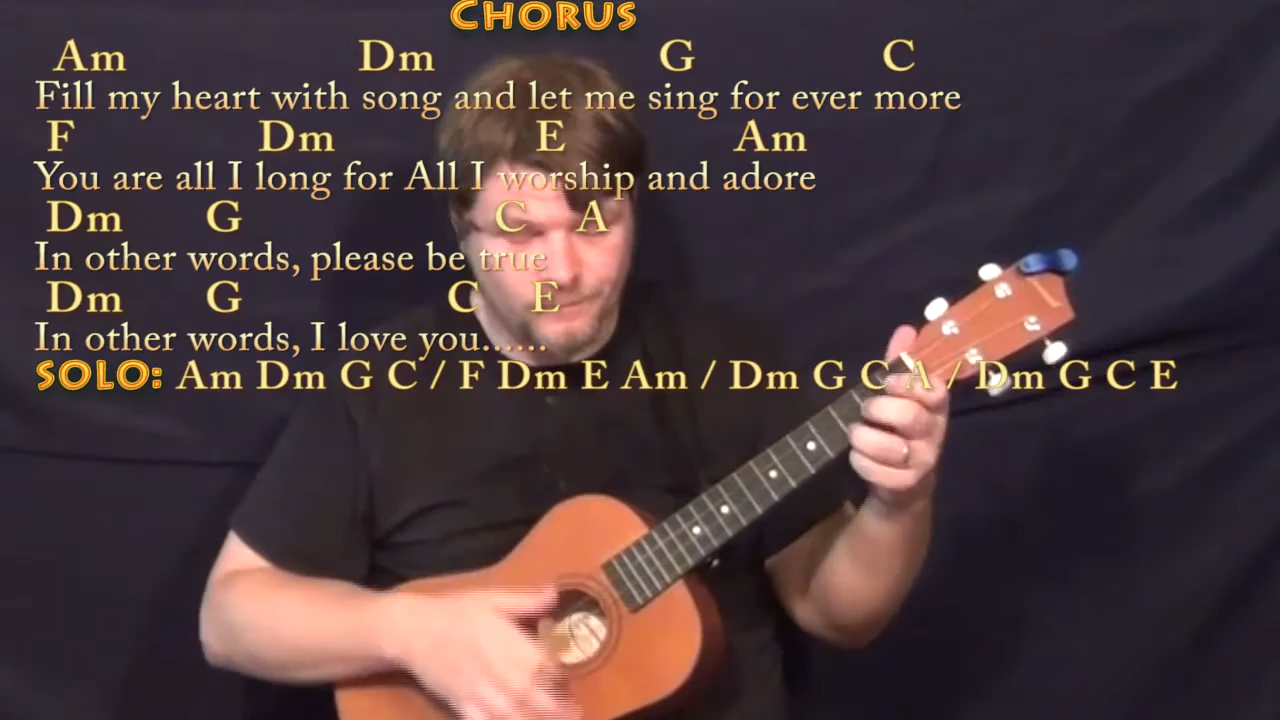 CHORUS
Am Dm G C
Fill my heart with song and let me sing for ever more
F Dm E Am
You are all I long for All I worship and adore
Dm G C A
In other words, please be true
Dm G C E
In other words, I love you......
SOLO: Am Dm G C / F Dm E Am / Dm G C A / Dm G C E